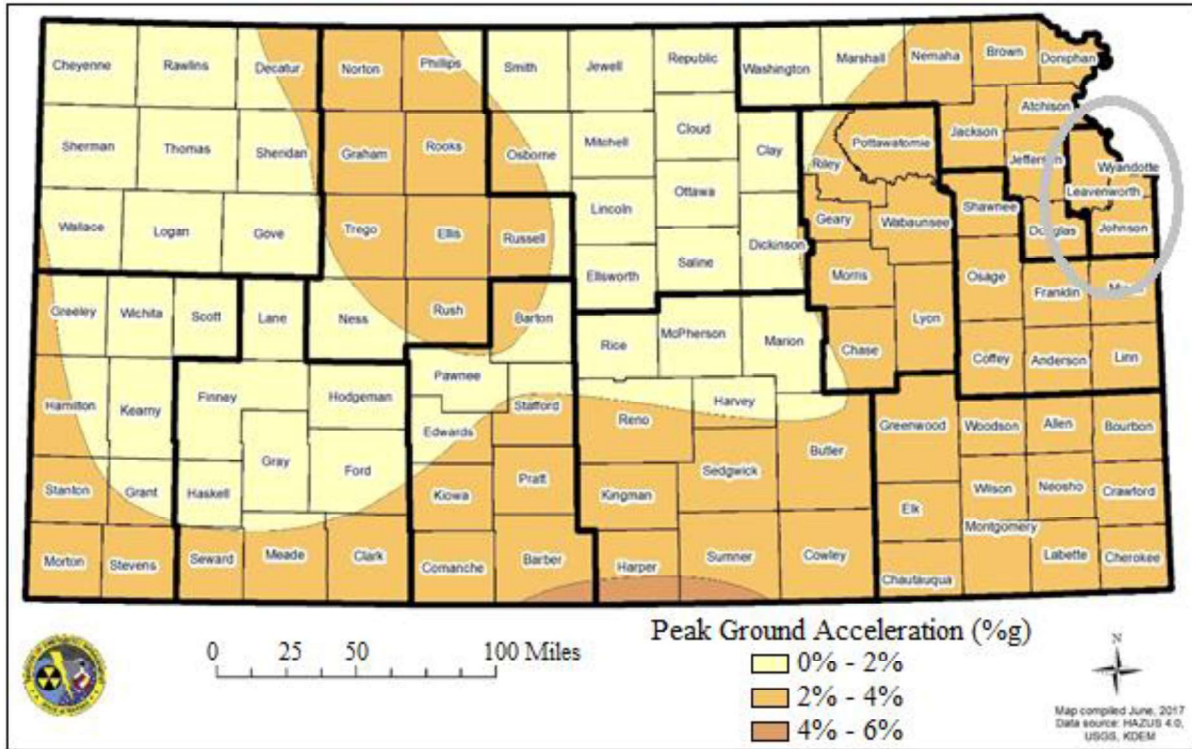 Cheyenne Rawlins Decatur Norton Phillips Smith Jewell Republic Washington Marshall Nemaha Brown Doniphan
Atchison
Sherman Thomas Sheridan Graham Rooks Osborne Mitchell Cloud Clay Riley Pottawatomie Jackson Jefferson Wyandotte
Leavenworth
Wallace Logan Gove Trego Ellis Russell Lincoln Ottawa Dickinson Geary Wabaunsee Shawnee Douglas Johnson
Ellsworth Saline Morris Osage Franklin
Greeley Wichita Scott Lane Ness Rush Barton Rice McPherson Marion Chase Lyon Coffey Anderson Linn
Hamilton Kearny Finney Hodgeman Pawnee Stafford Edwards Reno Harvey Butler Greenwood Woodson Allen Bourbon
Stanton Grant Haskell Gray Ford Kiowa Pratt Kingman Sedgwick Elk Wilson Neosho Crawford
Montgomery
Morton Stevens Seward Meade Clark Comanche Barber Harper Sumner Cowley Chautauqua Labette Cherokee
Peak Ground Acceleration (%g)
0 25 50 100 Miles
0% - 2%
2% - 4%
4% - 6%
N
Map compiled June, 2017
Data source: HAZUS 4.0,
USGS, KDEM